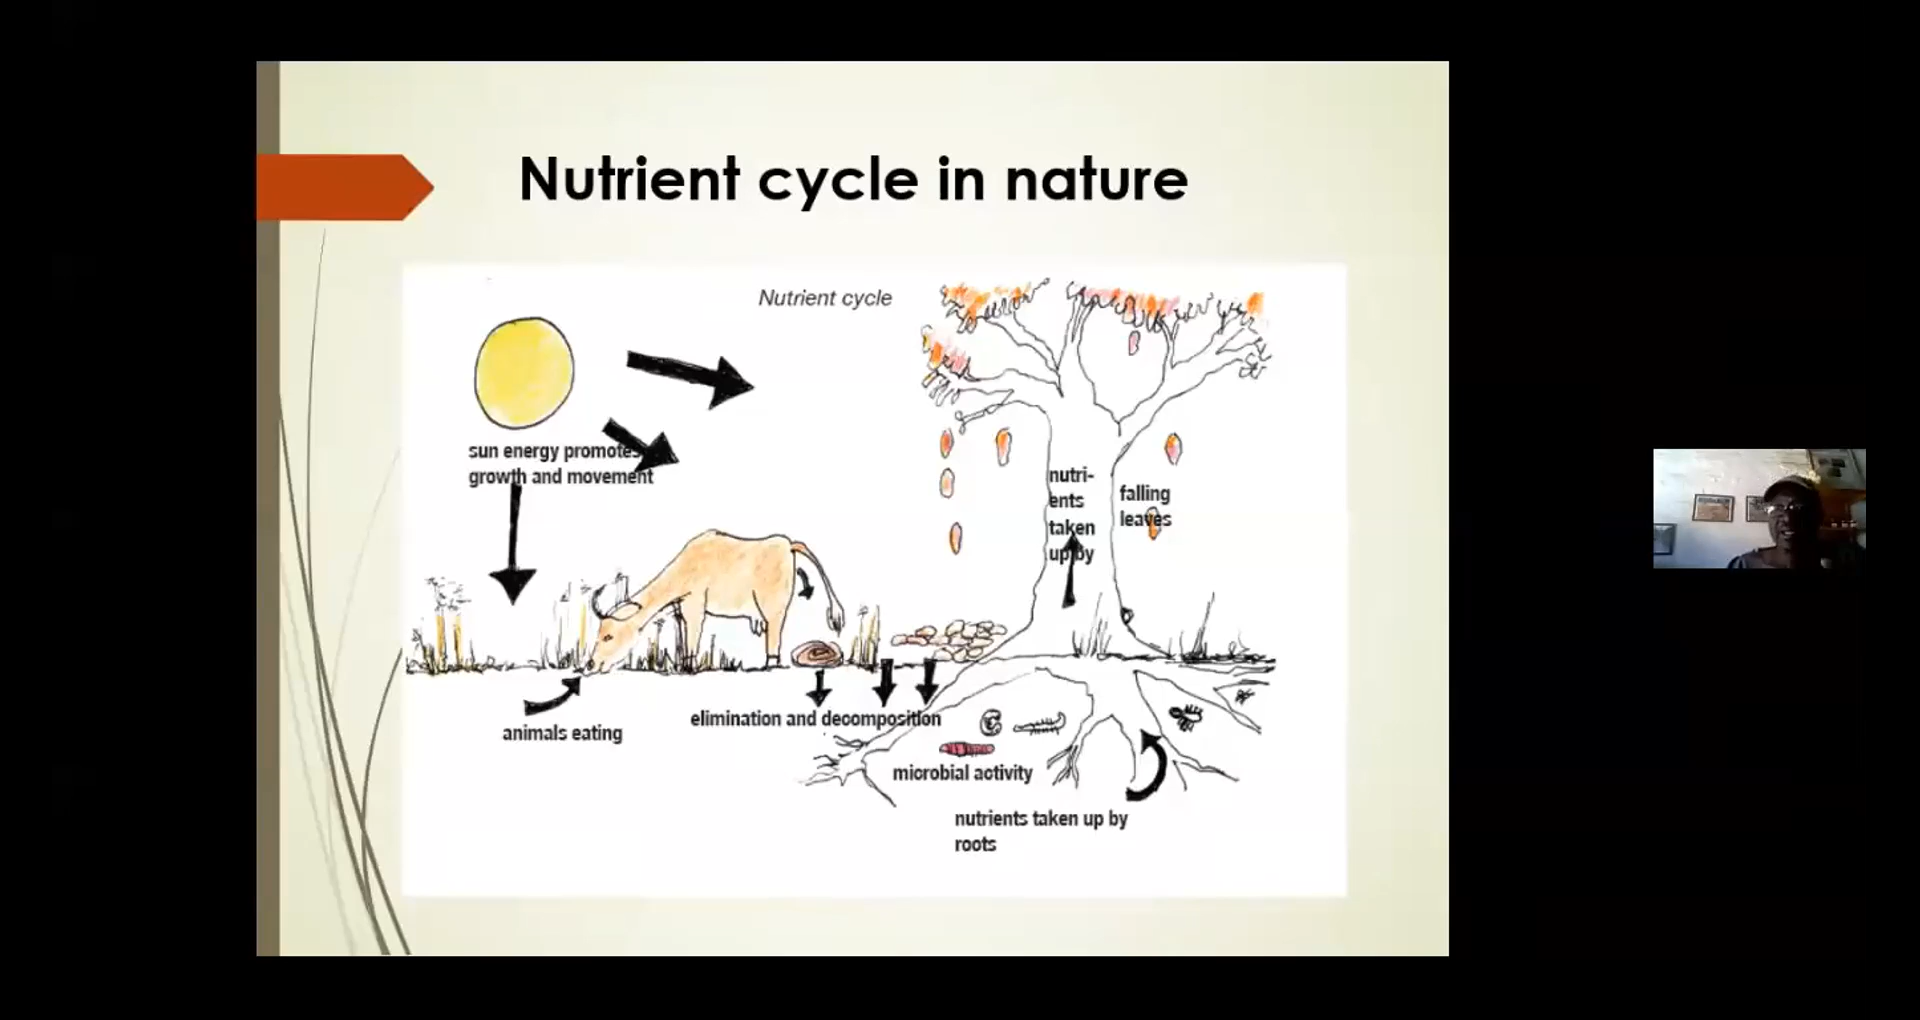 Nutrient cycle in nature
Nutrient cycle
sun energy promotes
growth and movement
nutri-
ents
taken
up by
falling
leaves
animals eating
elimination and decomposition
microbial activity
nutrients taken up by
roots